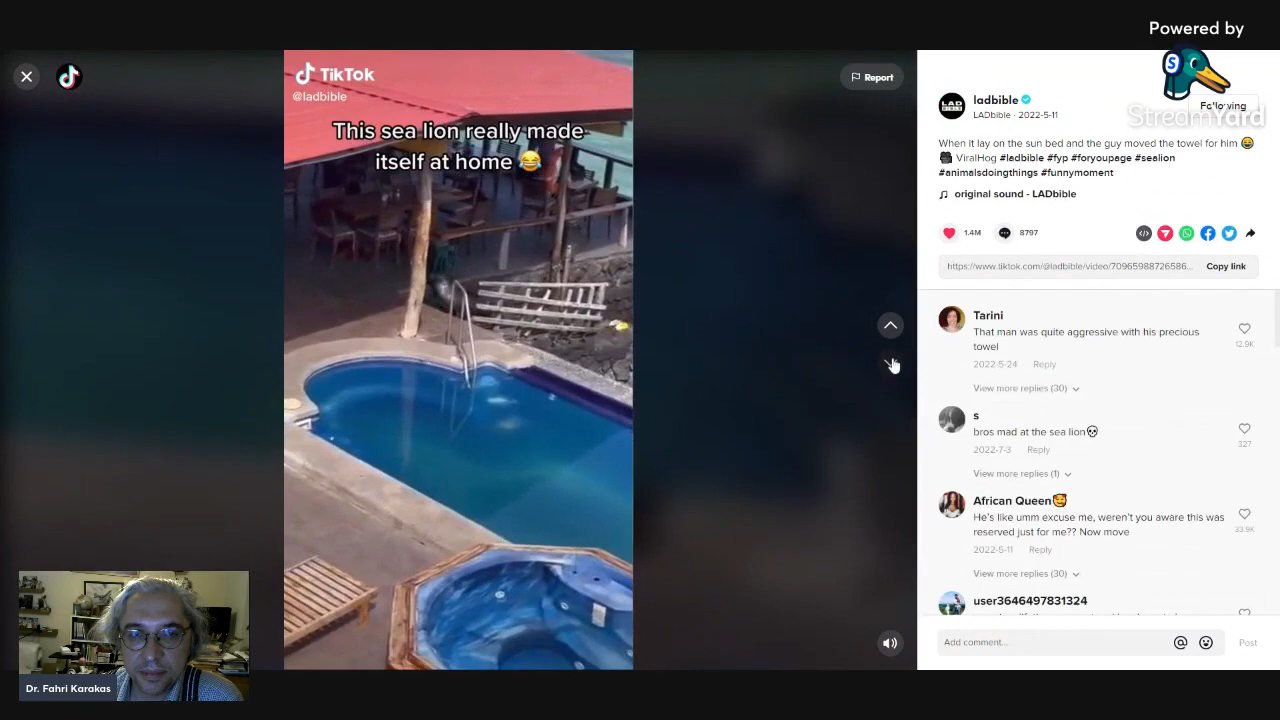 Powered by
StreamYard
TikTok
@ladbible
This sea lion really made
itself at home 😂
Report
LAD
BIBLE
ladbible
LADbible · 2022-5-11
Following
When it lay on the sun bed and the guy moved the towel for him 😂
🎥 ViralHog #ladbible #fyp #foryoupage #sealion
#animalsdoingthings #funnymoment
original sound - LADbible
1.4M
8797
https://www.tiktok.com/@ladbible/video/70965988726586...
Copy link
Tarini
That man was quite aggressive with his precious
towel
12.9K
2022-5-24 Reply
View more replies (30)
s
bros mad at the sea lion💀
327
2022-7-3 Reply
View more replies (1)
African Queen🥰
He's like umm excuse me, weren't you aware this was
reserved just for me?? Now move
33.9K
2022-5-11 Reply
View more replies (30)
user3646497831324
Add comment...
Post
Dr. Fahri Karakas